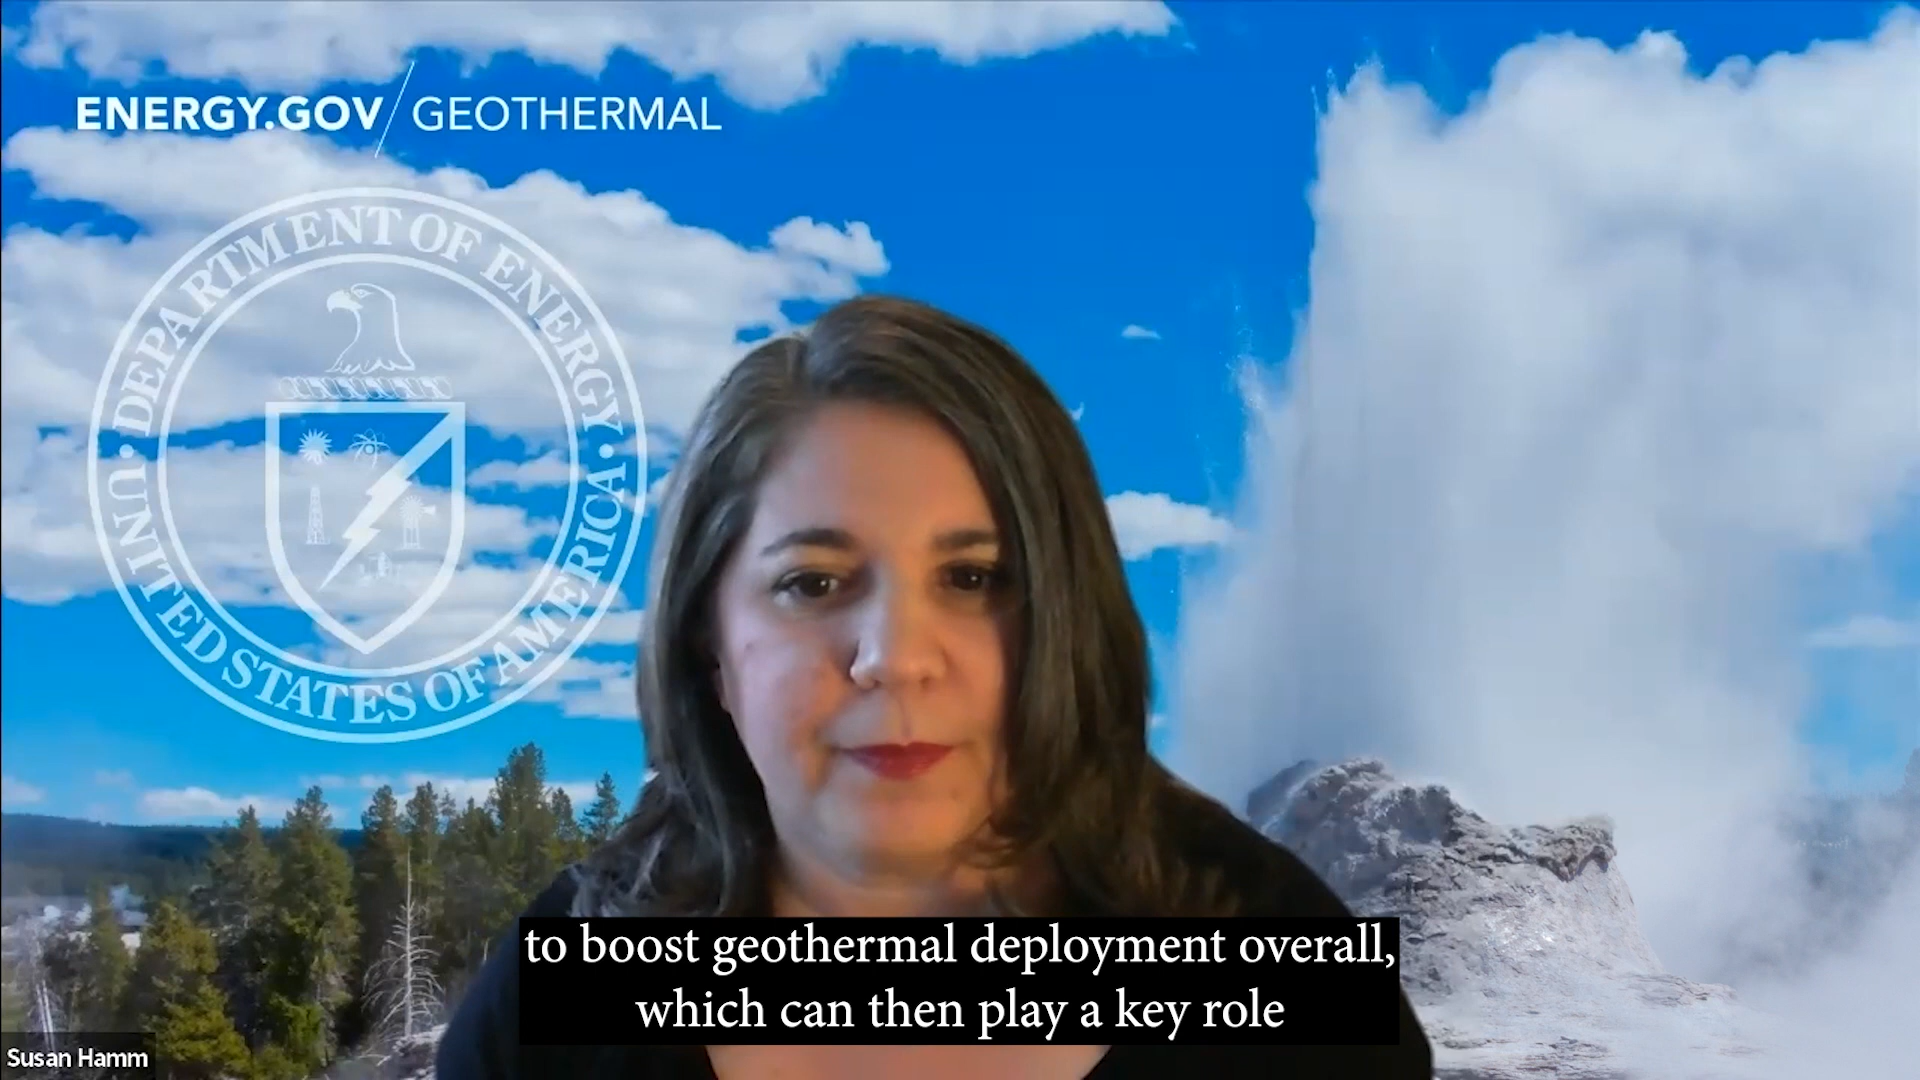 ENERGY.GOV/GEOTHERMAL
DEPARTMENT OF ENERGY
UNITED STATES OF AMERICA
to boost geothermal deployment overall,
which can then play a key role
Susan Hamm